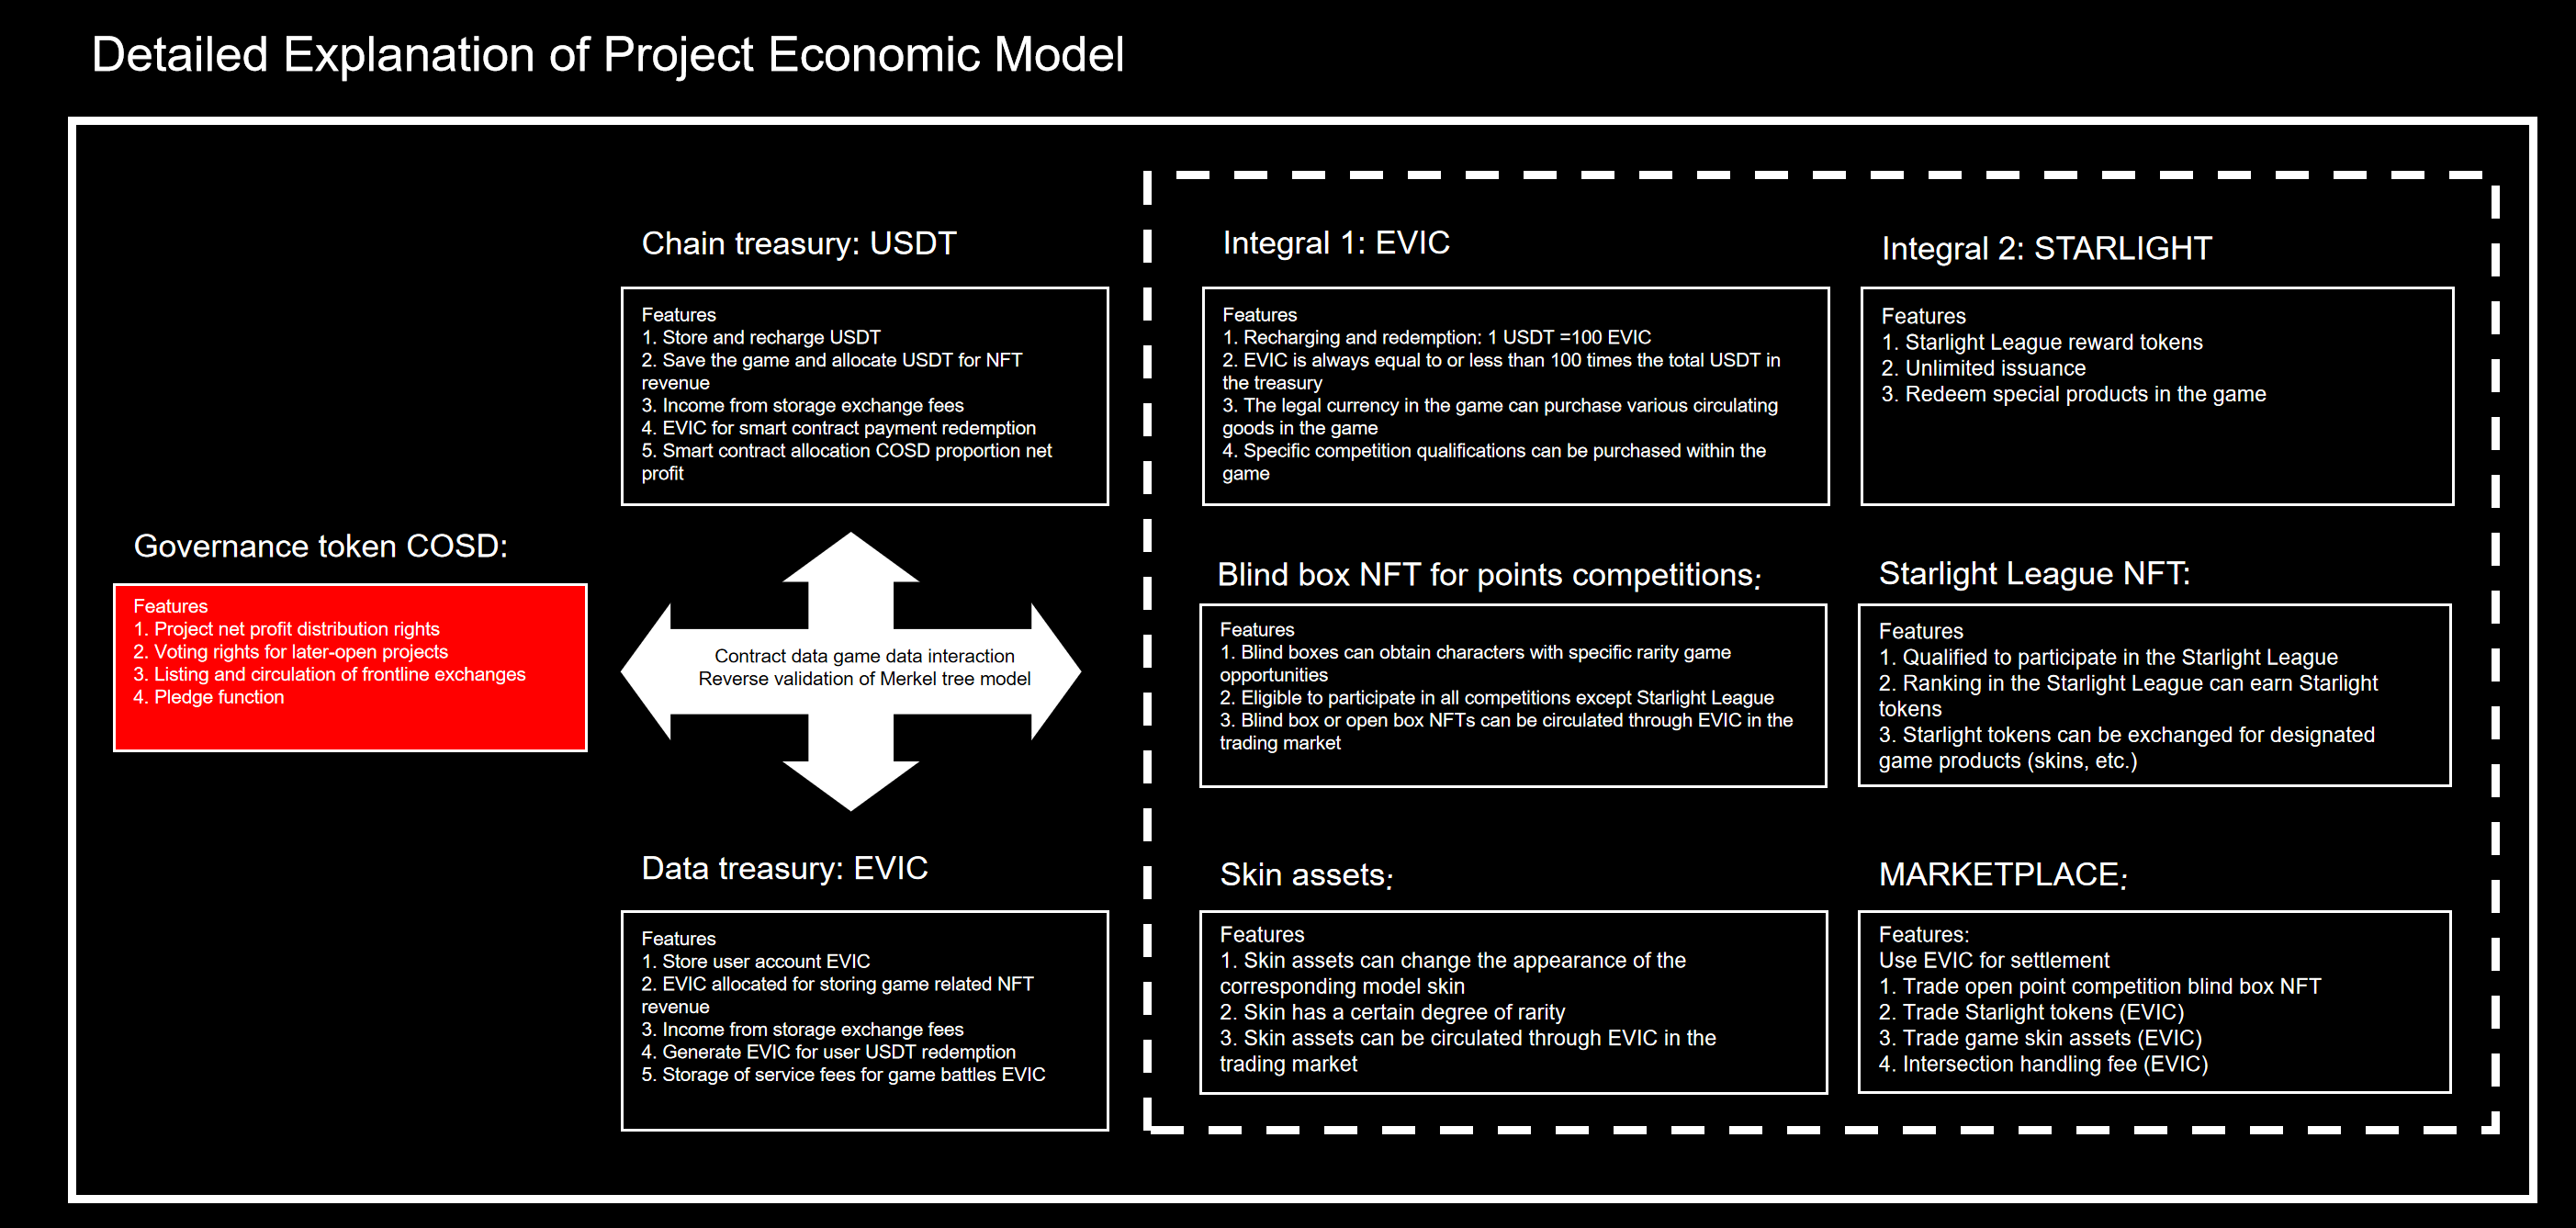 Detailed Explanation of Project Economic Model
Chain treasury: USDT
Features
1. Store and recharge USDT
2. Save the game and allocate USDT for NFT
revenue
3. Income from storage exchange fees
4. EVIC for smart contract payment redemption
5. Smart contract allocation COSD proportion net
profit
Integral 1: EVIC
Features
1. Recharging and redemption: 1 USDT =100 EVIC
2. EVIC is always equal to or less than 100 times the total USDT in
the treasury
3. The legal currency in the game can purchase various circulating
goods in the game
4. Specific competition qualifications can be purchased within the
game
Integral 2: STARLIGHT
Features
1. Starlight League reward tokens
2. Unlimited issuance
3. Redeem special products in the game
Governance token COSD:
Features
1. Project net profit distribution rights
2. Voting rights for later-open projects
3. Listing and circulation of frontline exchanges
4. Pledge function
Contract data game data interaction
Reverse validation of Merkel tree model
Blind box NFT for points competitions:
Features
1. Blind boxes can obtain characters with specific rarity game
opportunities
2. Eligible to participate in all competitions except Starlight League
3. Blind box or open box NFTs can be circulated through EVIC in the
trading market
Starlight League NFT:
Features
1. Qualified to participate in the Starlight League
2. Ranking in the Starlight League can earn Starlight
tokens
3. Starlight tokens can be exchanged for designated
game products (skins, etc.)
Data treasury: EVIC
Features
1. Store user account EVIC
2. EVIC allocated for storing game related NFT
revenue
3. Income from storage exchange fees
4. Generate EVIC for user USDT redemption
5. Storage of service fees for game battles EVIC
Skin assets:
Features
1. Skin assets can change the appearance of the
corresponding model skin
2. Skin has a certain degree of rarity
3. Skin assets can be circulated through EVIC in the
trading market
MARKETPLACE:
Features:
Use EVIC for settlement
1. Trade open point competition blind box NFT
2. Trade Starlight tokens (EVIC)
3. Trade game skin assets (EVIC)
4. Intersection handling fee (EVIC)